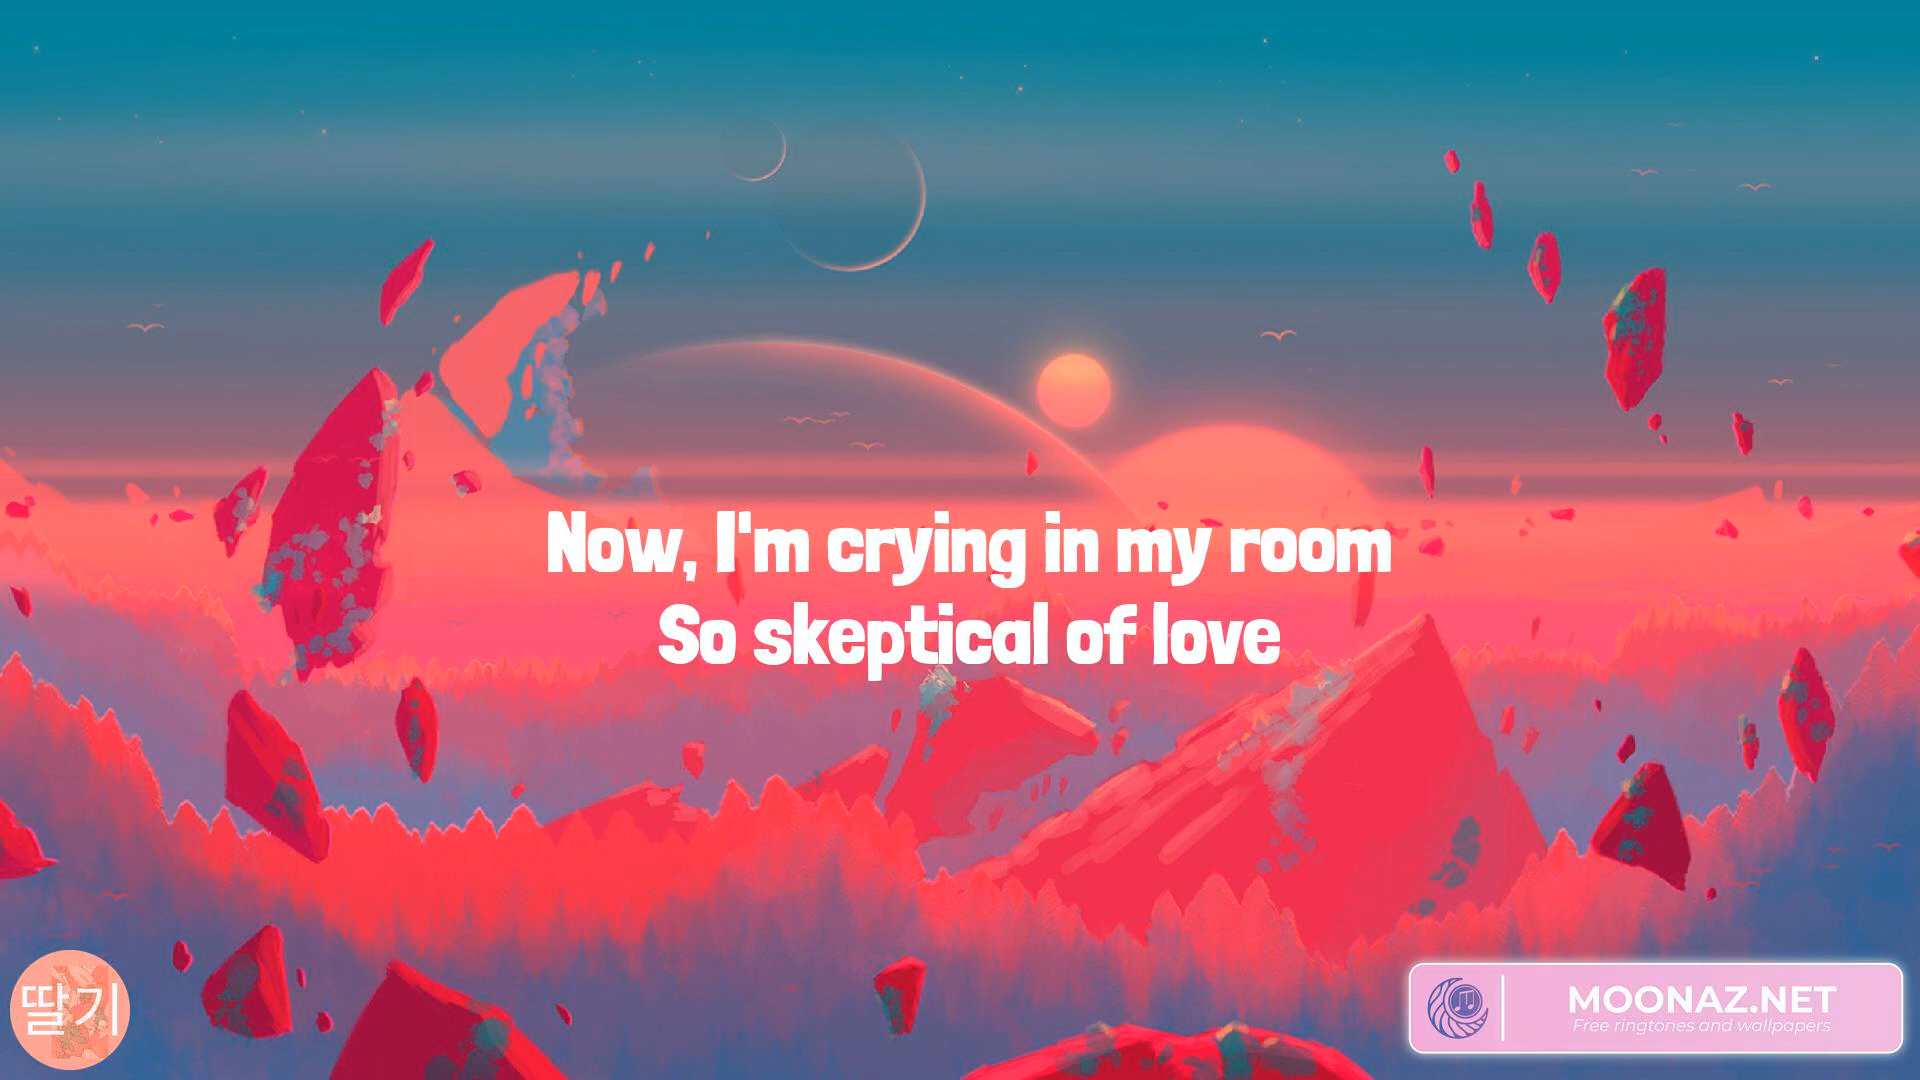 Now, I'm crying in my room
So skeptical of love
딸기
MOONAZ.NET
Free ringtones and wallpapers